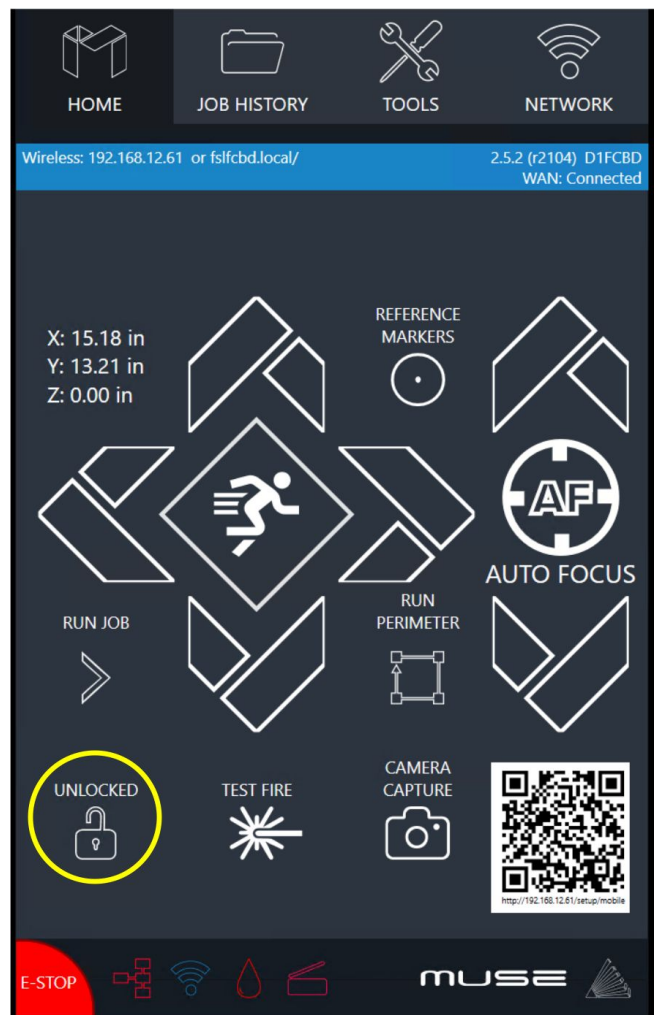 HOME
JOB HISTORY
TOOLS
NETWORK
Wireless: 192.168.12.61 or fslfcbd.local/
2.5.2 (r2104) D1FCBD
WAN: Connected
X: 15.18 in
Y: 13.21 in
Z: 0.00 in
REFERENCE
MARKERS
AF
AUTO FOCUS
RUN JOB
RUN
PERIMETER
UNLOCKED
TEST FIRE
CAMERA
CAPTURE
http://192.168.12.61/setup/mobile
E-STOP
muse